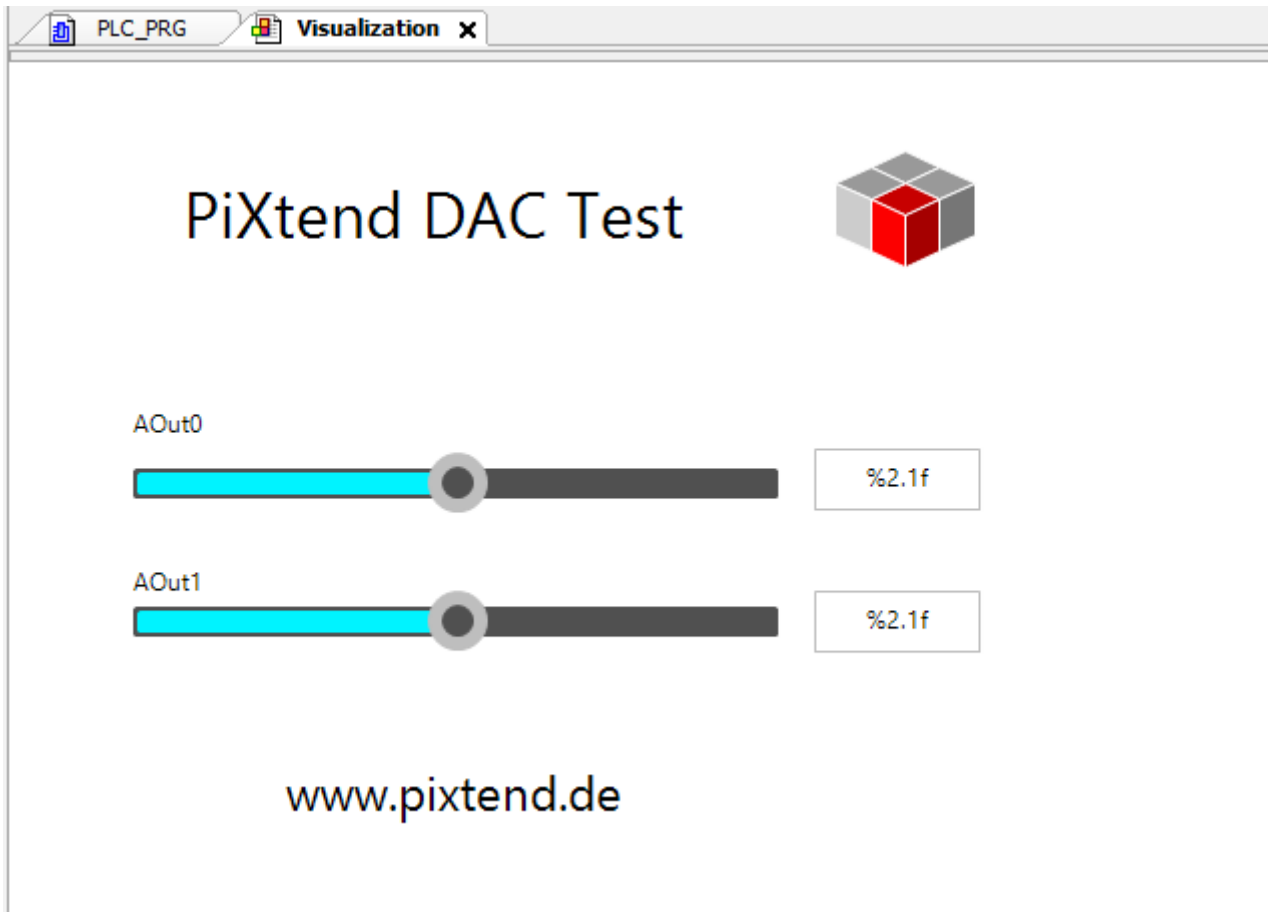 PLC_PRG Visualization
PiXtend DAC Test
AOut0
%2.1f
AOut1
%2.1f
www.pixtend.de